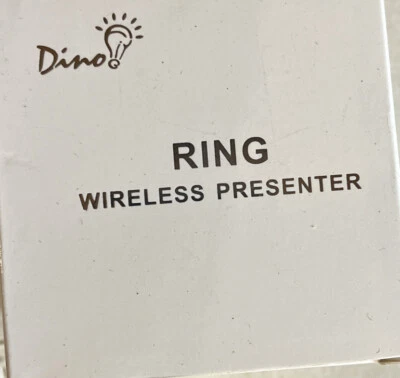 Dino
RING
WIRELESS PRESENTER